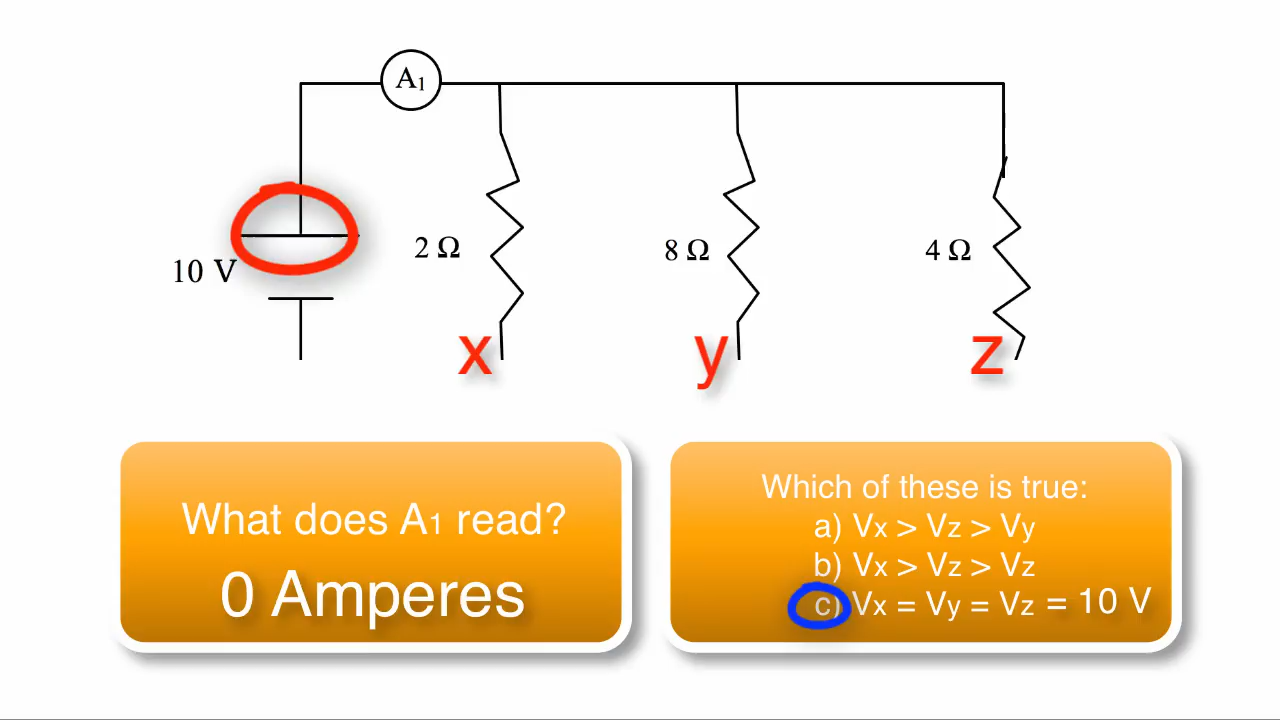 A1
10 V
2 Ω
8 Ω
4 Ω
x
y
z
What does A1 read?
0 Amperes
Which of these is true:
a) Vx > Vz > Vy
b) Vx > Vz > Vz
c) Vx = Vy = Vz = 10 V